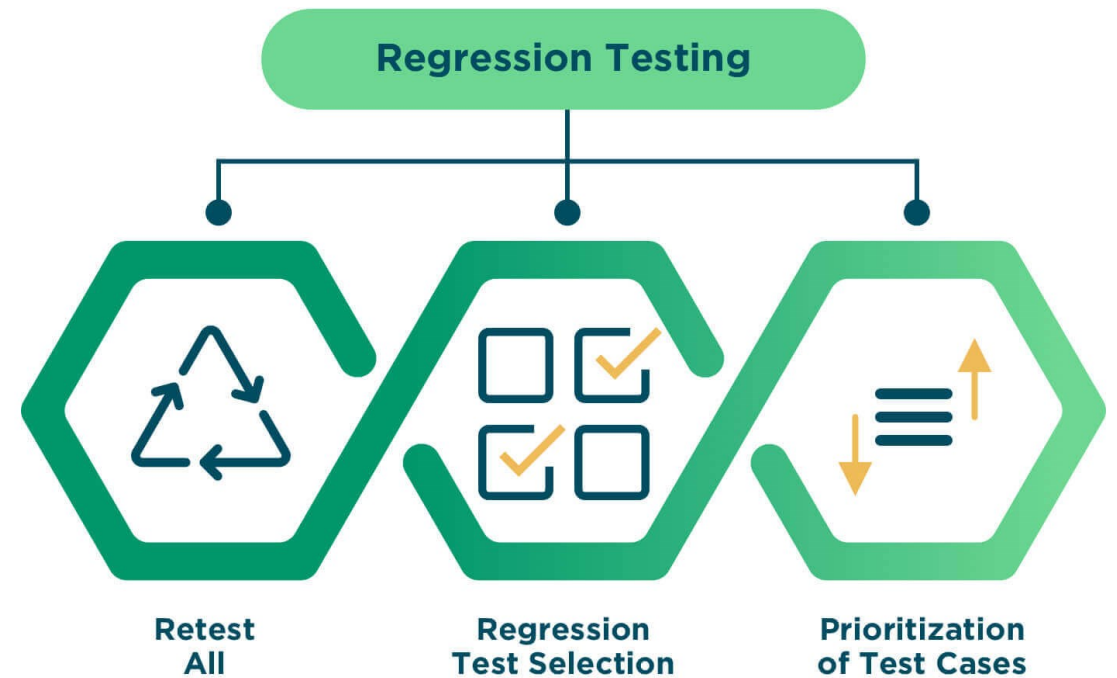 Regression Testing
Retest
All
Regression
Test Selection
Prioritization
of Test Cases